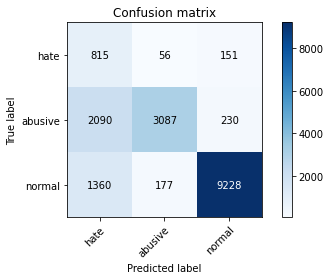 Confusion matrix
hate 815 56 151
abusive 2090 3087 230
normal 1360 177 9228
hate abusive normal
True label
Predicted label
8000
6000
4000
2000